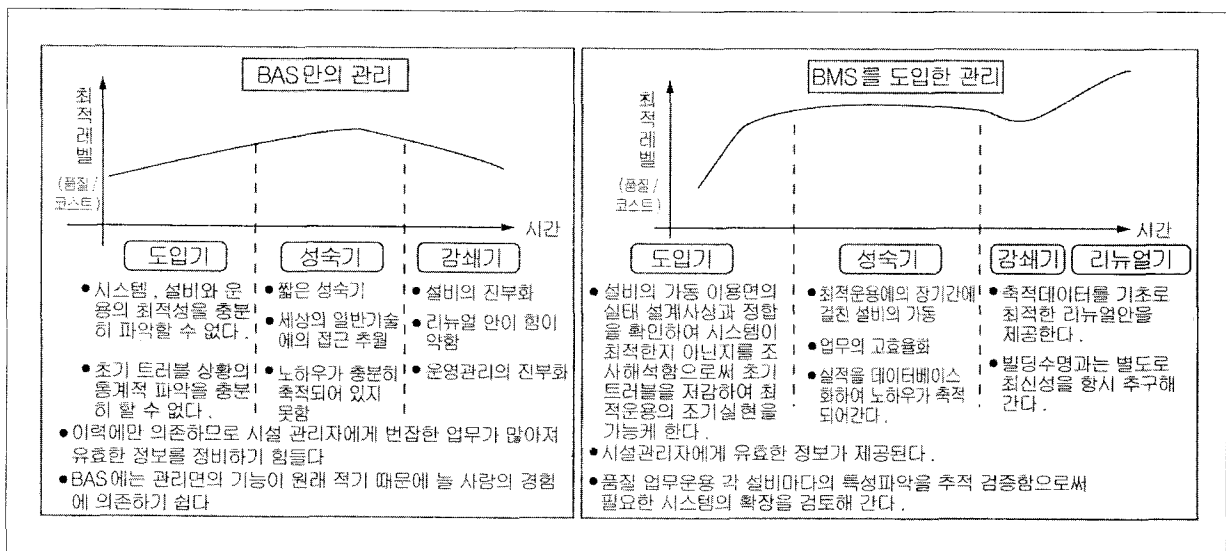 BAS만의 관리
최적레벨
(품질/
코스트)
시간
도입기
성숙기
감쇄기
• 시스템, 설비와 운
용의 최적성을 충분
히 파악할 수 없다.
• 초기 트러블 상황의
통계적 파악을 충분
히 할 수 없다.
• 짧은 성숙기
• 세상의 일반기술
에의 접근 추월
• 노하우가 충분히
축적되어 있지
못함
• 설비의 진부화
• 리뉴얼 안이 힘이
약함
• 운영관리의 진부화
• 이력에만 의존하므로 시설 관리자에게 번잡한 업무가 많아져
유효한 정보를 정비하기 힘들다
• BAS에는 관리면의 기능이 원래 적기 때문에 늘 사람의 경험
에 의존하기 쉽다
BMS를 도입한 관리
최적레벨
(품질/
코스트)
시간
도입기
성숙기
감쇄기
리뉴얼기
• 설비의 가동 이용면의
실태 설계사상과 정합
을 확인하여 시스템이
최적한지 아닌지를 조
사해석함으로써 초기
트러블을 저감하여 최
적운용의 조기실현을
가능케 한다.
• 최적운용에의 장기간에
걸친 설비의 가동
• 업무의 고효율화
• 실적을 데이터베이스
화하여 노하우가 축적
되어간다.
• 축적데이터를 기초로
최적한 리뉴얼안을
제공한다.
• 빌딩수명과는 별도로
최신성을 항시 추구해
간다.
• 시설관리자에게 유효한 정보가 제공된다.
• 품질 업무운용 각 설비마다의 특성파악을 추적 검증함으로써
필요한 시스템의 확장을 검토해 간다.